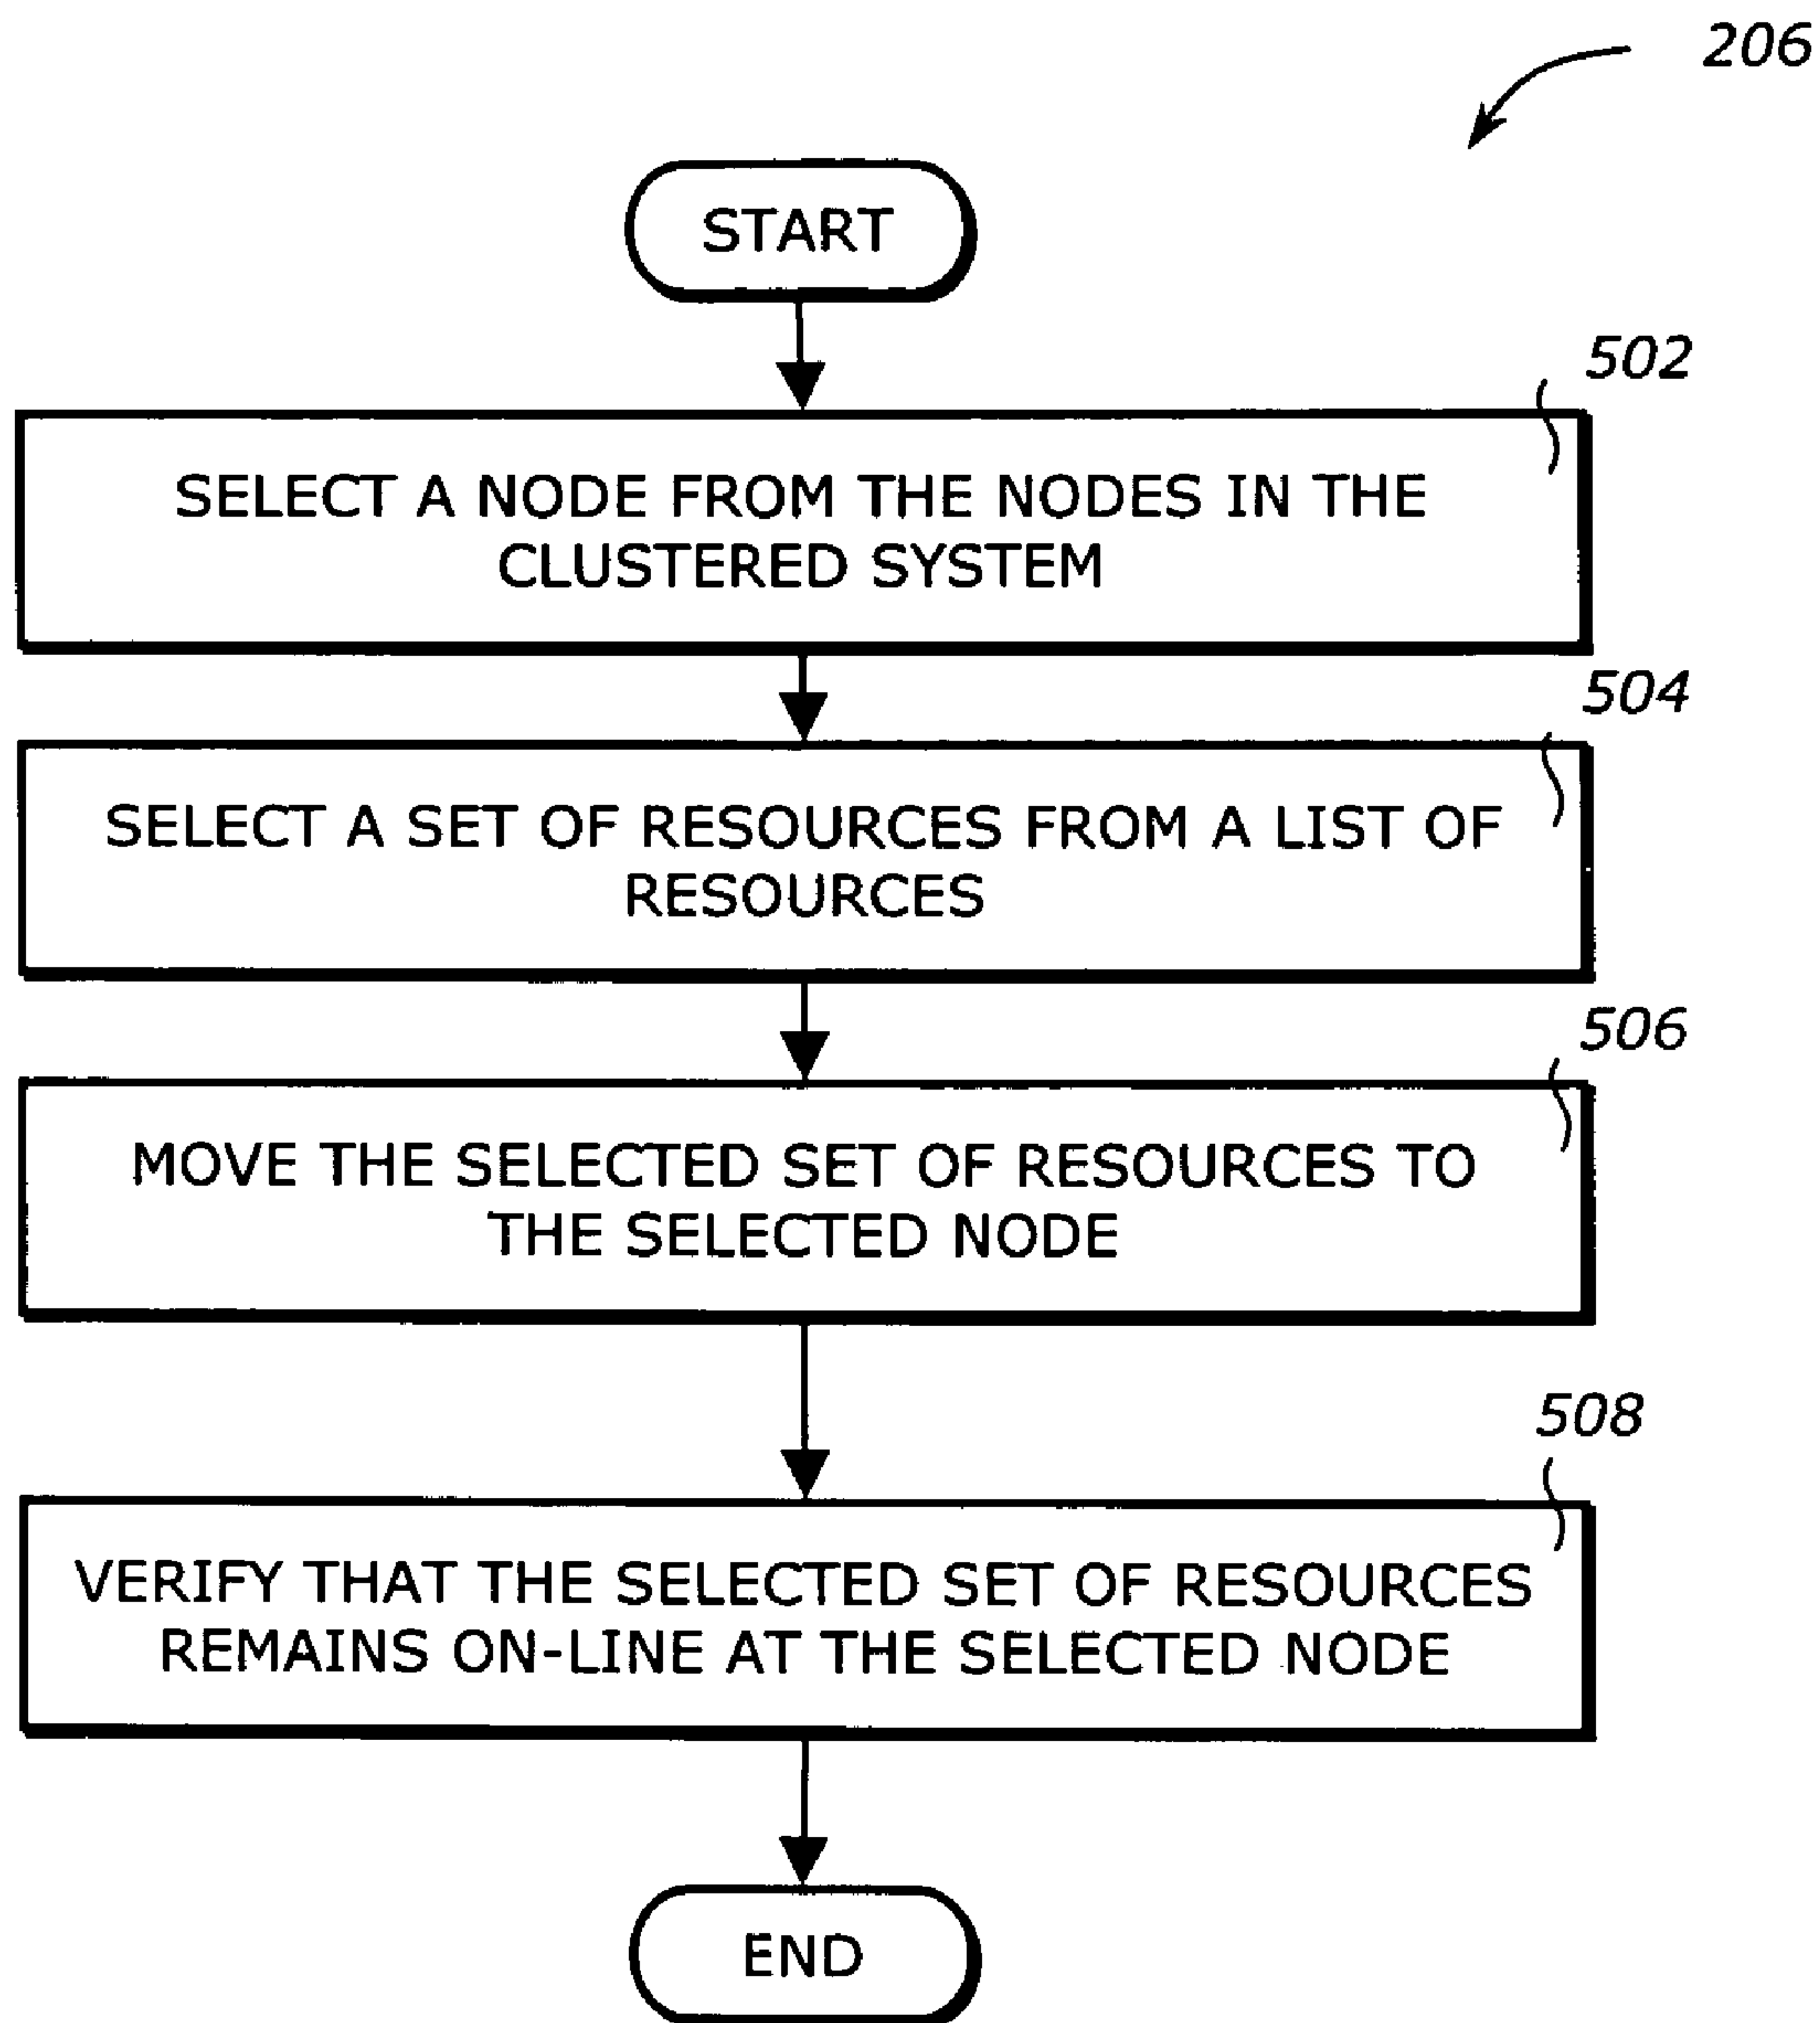 206
START
502
SELECT A NODE FROM THE NODES IN THE
CLUSTERED SYSTEM
504
SELECT A SET OF RESOURCES FROM A LIST OF
RESOURCES
506
MOVE THE SELECTED SET OF RESOURCES TO
THE SELECTED NODE
508
VERIFY THAT THE SELECTED SET OF RESOURCES
REMAINS ON-LINE AT THE SELECTED NODE
END